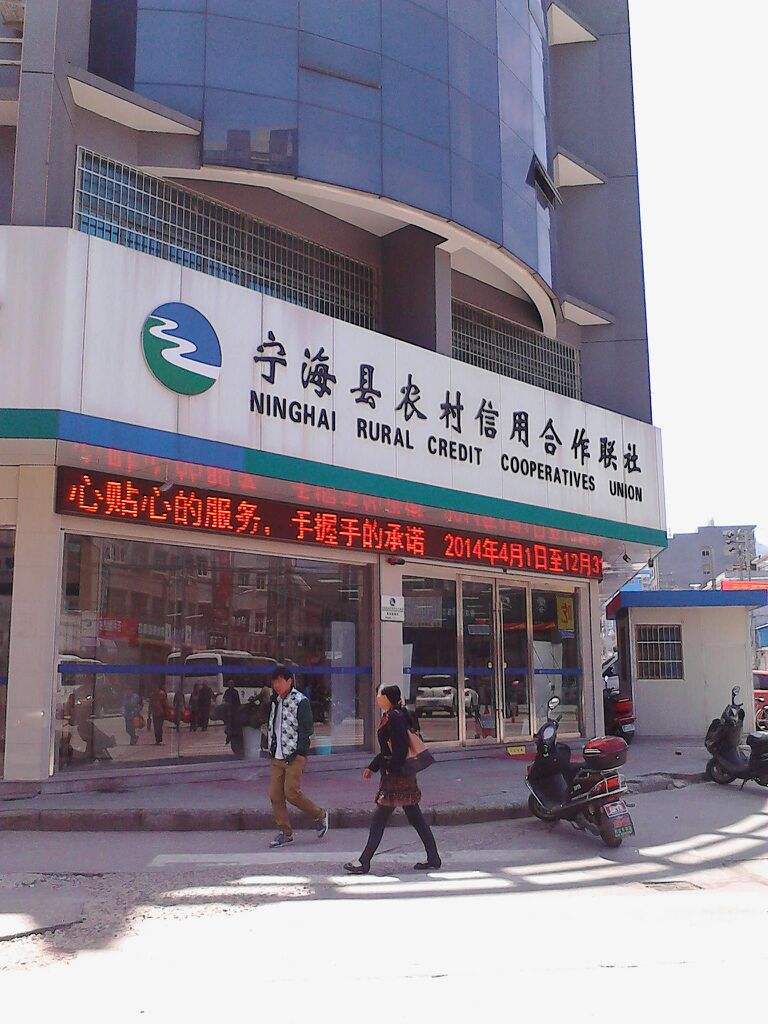 宁海县农村信用合作联社
NINGHAI RURAL CREDIT COOPERATIVES UNION
心贴心的服务，手握手的承诺 2014年4月1日至12月31